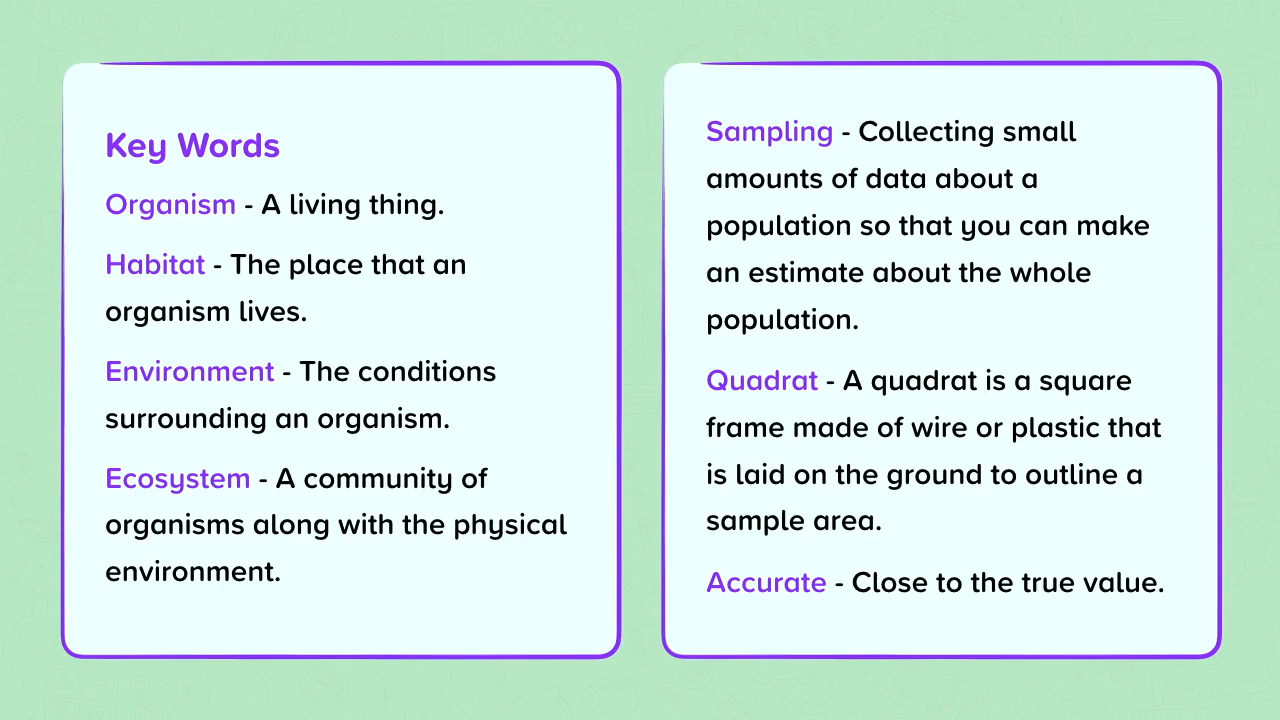 Key Words
Organism - A living thing.
Habitat - The place that an
organism lives.
Environment - The conditions
surrounding an organism.
Ecosystem - A community of
organisms along with the physical
environment.
Sampling - Collecting small
amounts of data about a
population so that you can make
an estimate about the whole
population.
Quadrat - A quadrat is a square
frame made of wire or plastic that
is laid on the ground to outline a
sample area.
Accurate - Close to the true value.